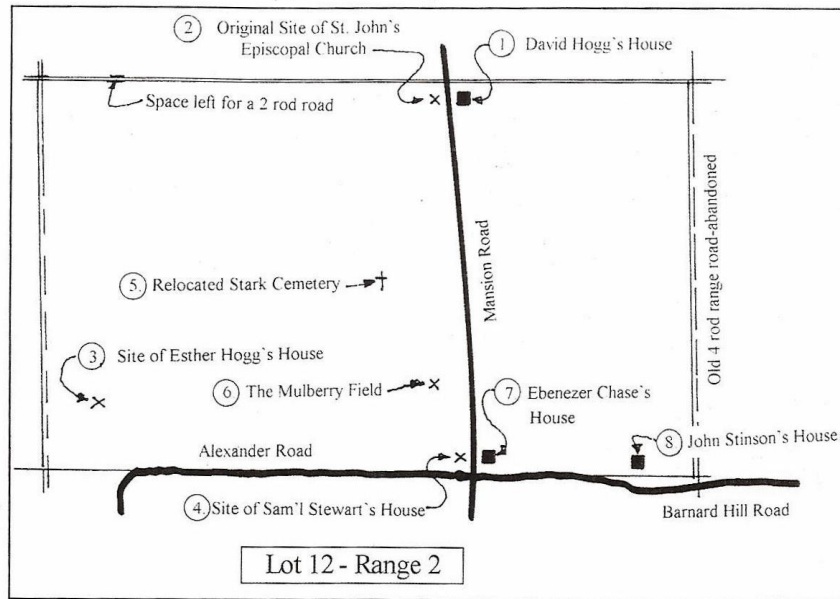 ② Original Site of St. John's
Episcopal Church
① David Hogg's House
Space left for a 2 rod road
Mansion Road
Old 4 rod range road-abandoned
⑤. Relocated Stark Cemetery
③ Site of Esther Hogg's House
⑥ The Mulberry Field
⑦ Ebenezer Chase's
House
⑧ John Stinson's House
Alexander Road
④. Site of Sam'l Stewart's House
Barnard Hill Road
Lot 12 - Range 2